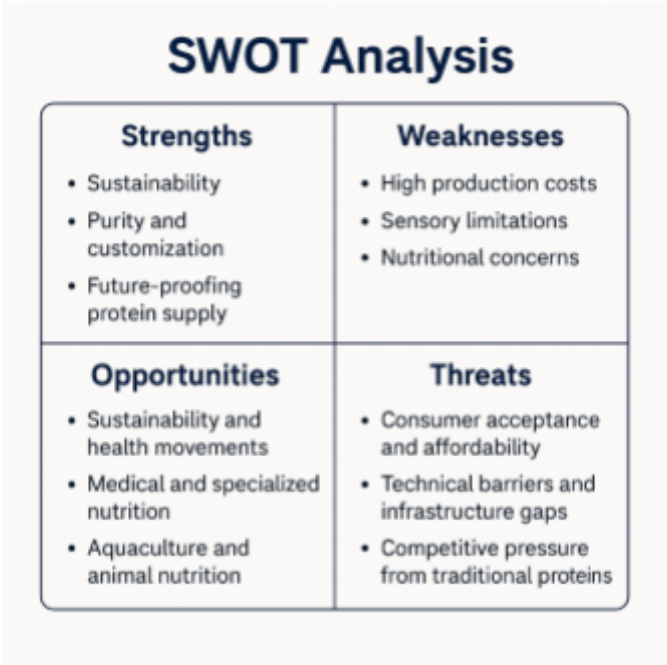 SWOT Analysis
Strengths
• Sustainability
• Purity and
customization
• Future-proofing
protein supply
Weaknesses
• High production costs
• Sensory limitations
• Nutritional concerns
Opportunities
• Sustainability and
health movements
• Medical and specialized
nutrition
• Aquaculture and
animal nutrition
Threats
• Consumer acceptance
and affordability
• Technical barriers and
infrastructure gaps
• Competitive pressure
from traditional proteins